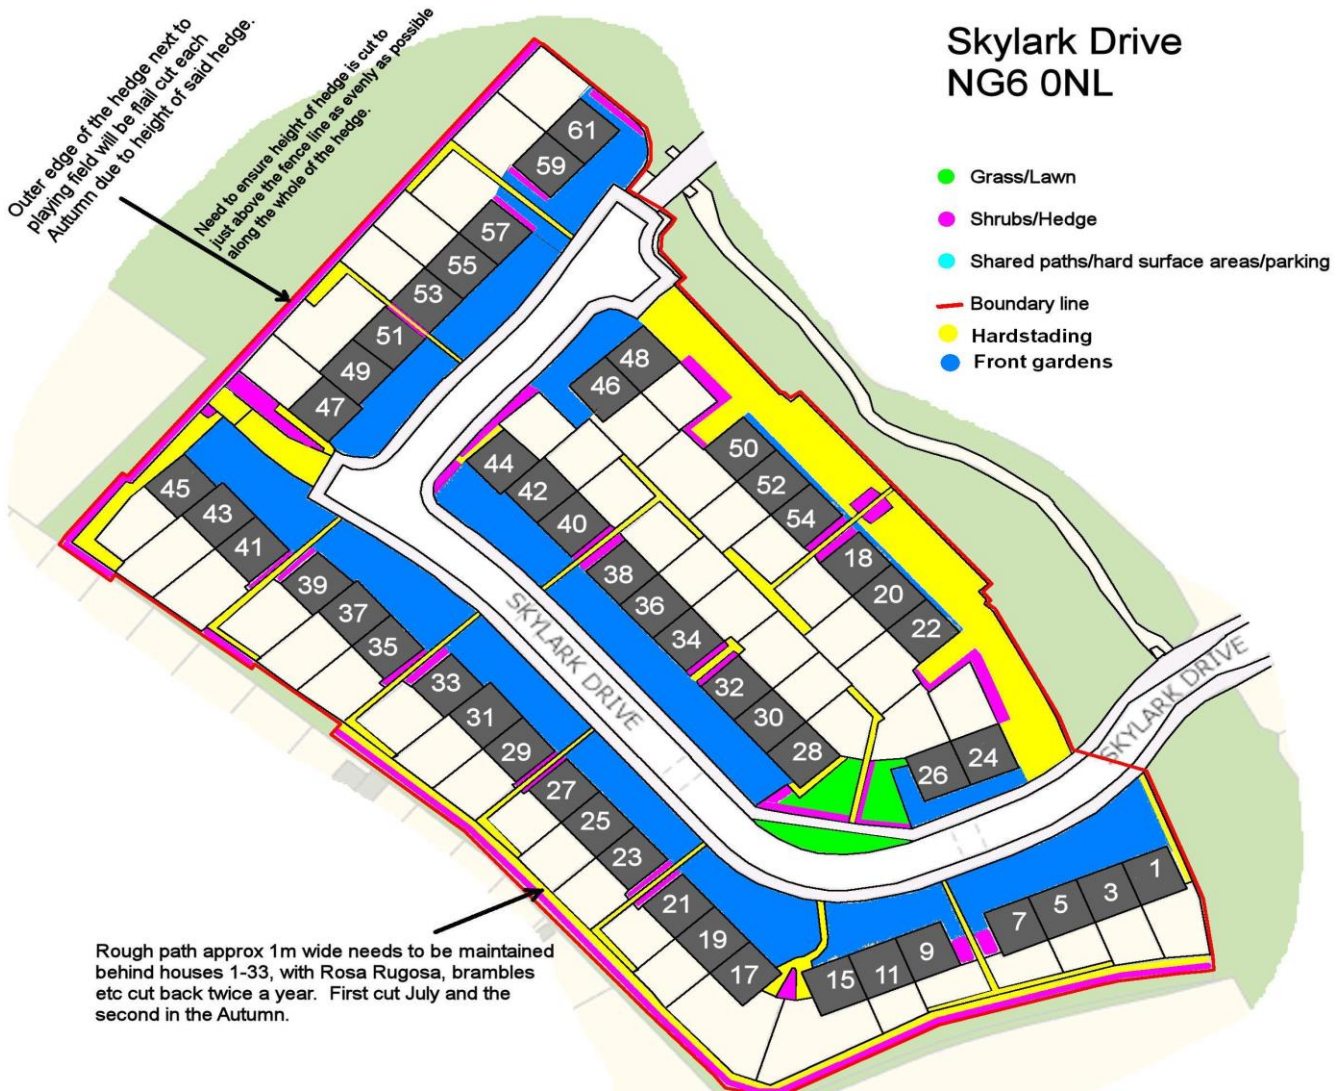 Outer edge of the hedge next to
playing field will be flail cut each
Autumn due to height of said hedge.
Need to ensure height of hedge is cut to
just above the fence line as evenly as possible
along the whole of the hedge.
Skylark Drive
NG6 0NL
Grass/Lawn
Shrubs/Hedge
Shared paths/hard surface areas/parking
Boundary line
Hardstading
Front gardens
61
59
57
55
53
51
49
47
48
46
50
52
54
18
20
22
44
42
40
38
36
34
32
30
28
26
24
45
43
41
39
37
35
33
31
29
27
25
23
21
19
17
15
11
9
7
5
3
1
SKYLARK DRIVE
SKYLARK DRIVE
Rough path approx 1m wide needs to be maintained
behind houses 1-33, with Rosa Rugosa, brambles
etc cut back twice a year.  First cut July and the
second in the Autumn.